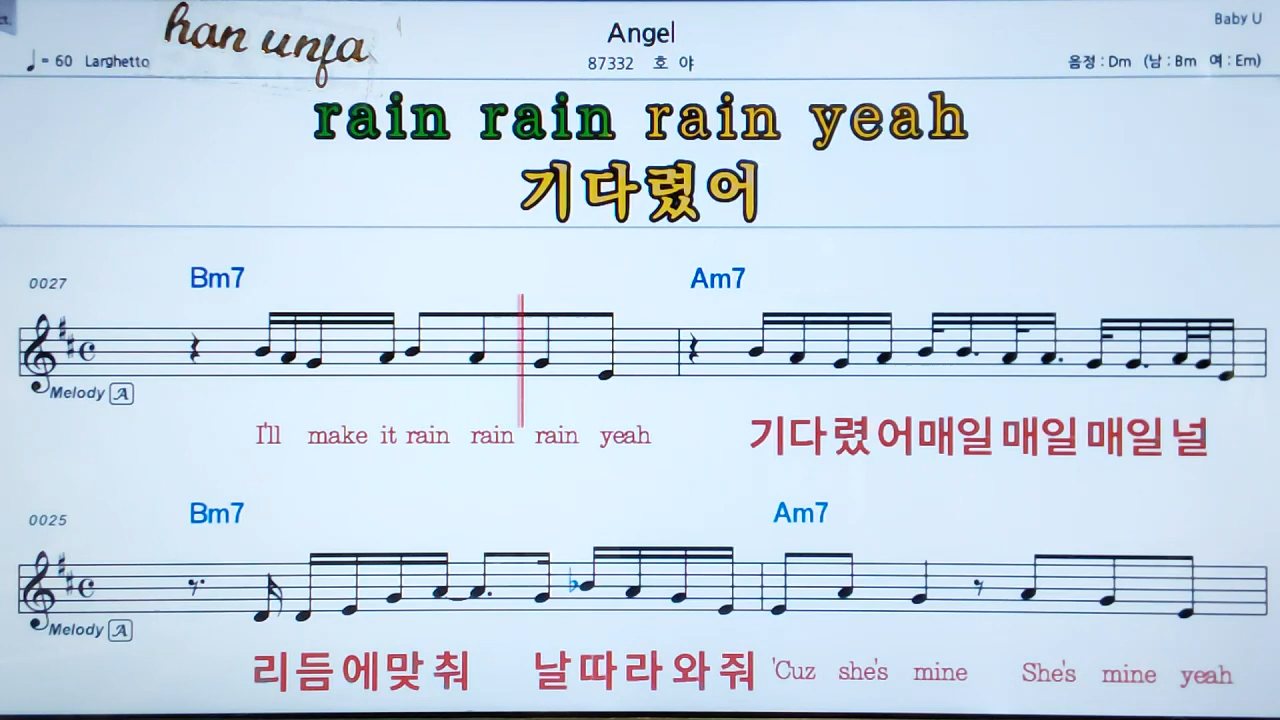 han unfa
Angel
Baby U
♩= 60 Larghetto
87332 호 야
음정 : Dm (남 : Bm 여 : Em)
rain rain rain yeah
기다렸어
0027 Bm7 Am7
Melody A
I'll make it rain rain rain yeah 기다렸어매일 매일 매일 널
0025 Bm7 Am7
Melody A
리듬에맞춰 날따라와줘 'Cuz she's mine She's mine yeah